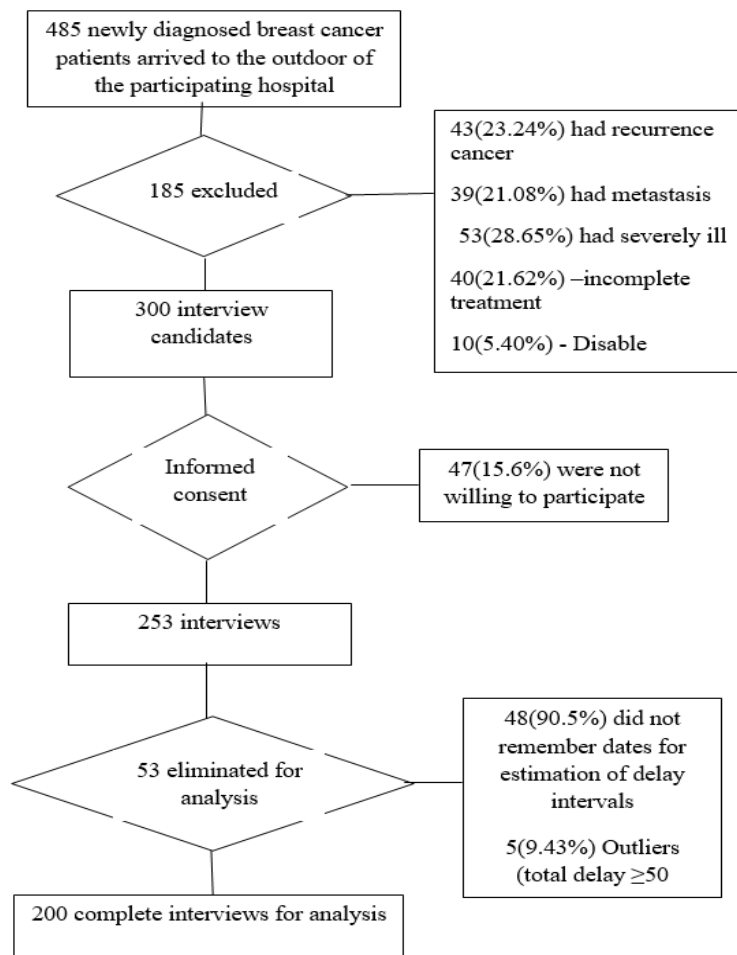 485 newly diagnosed breast cancer
patients arrived to the outdoor of
the participating hospital
185 excluded
43(23.24%) had recurrence
cancer
39(21.08%) had metastasis
53(28.65%) had severely ill
40(21.62%) –incomplete
treatment
10(5.40%) - Disable
300 interview
candidates
Informed
consent
47(15.6%) were not
willing to participate
253 interviews
53 eliminated for
analysis
48(90.5%) did not
remember dates for
estimation of delay
intervals
5(9.43%) Outliers
(total delay ≥50
200 complete interviews for analysis